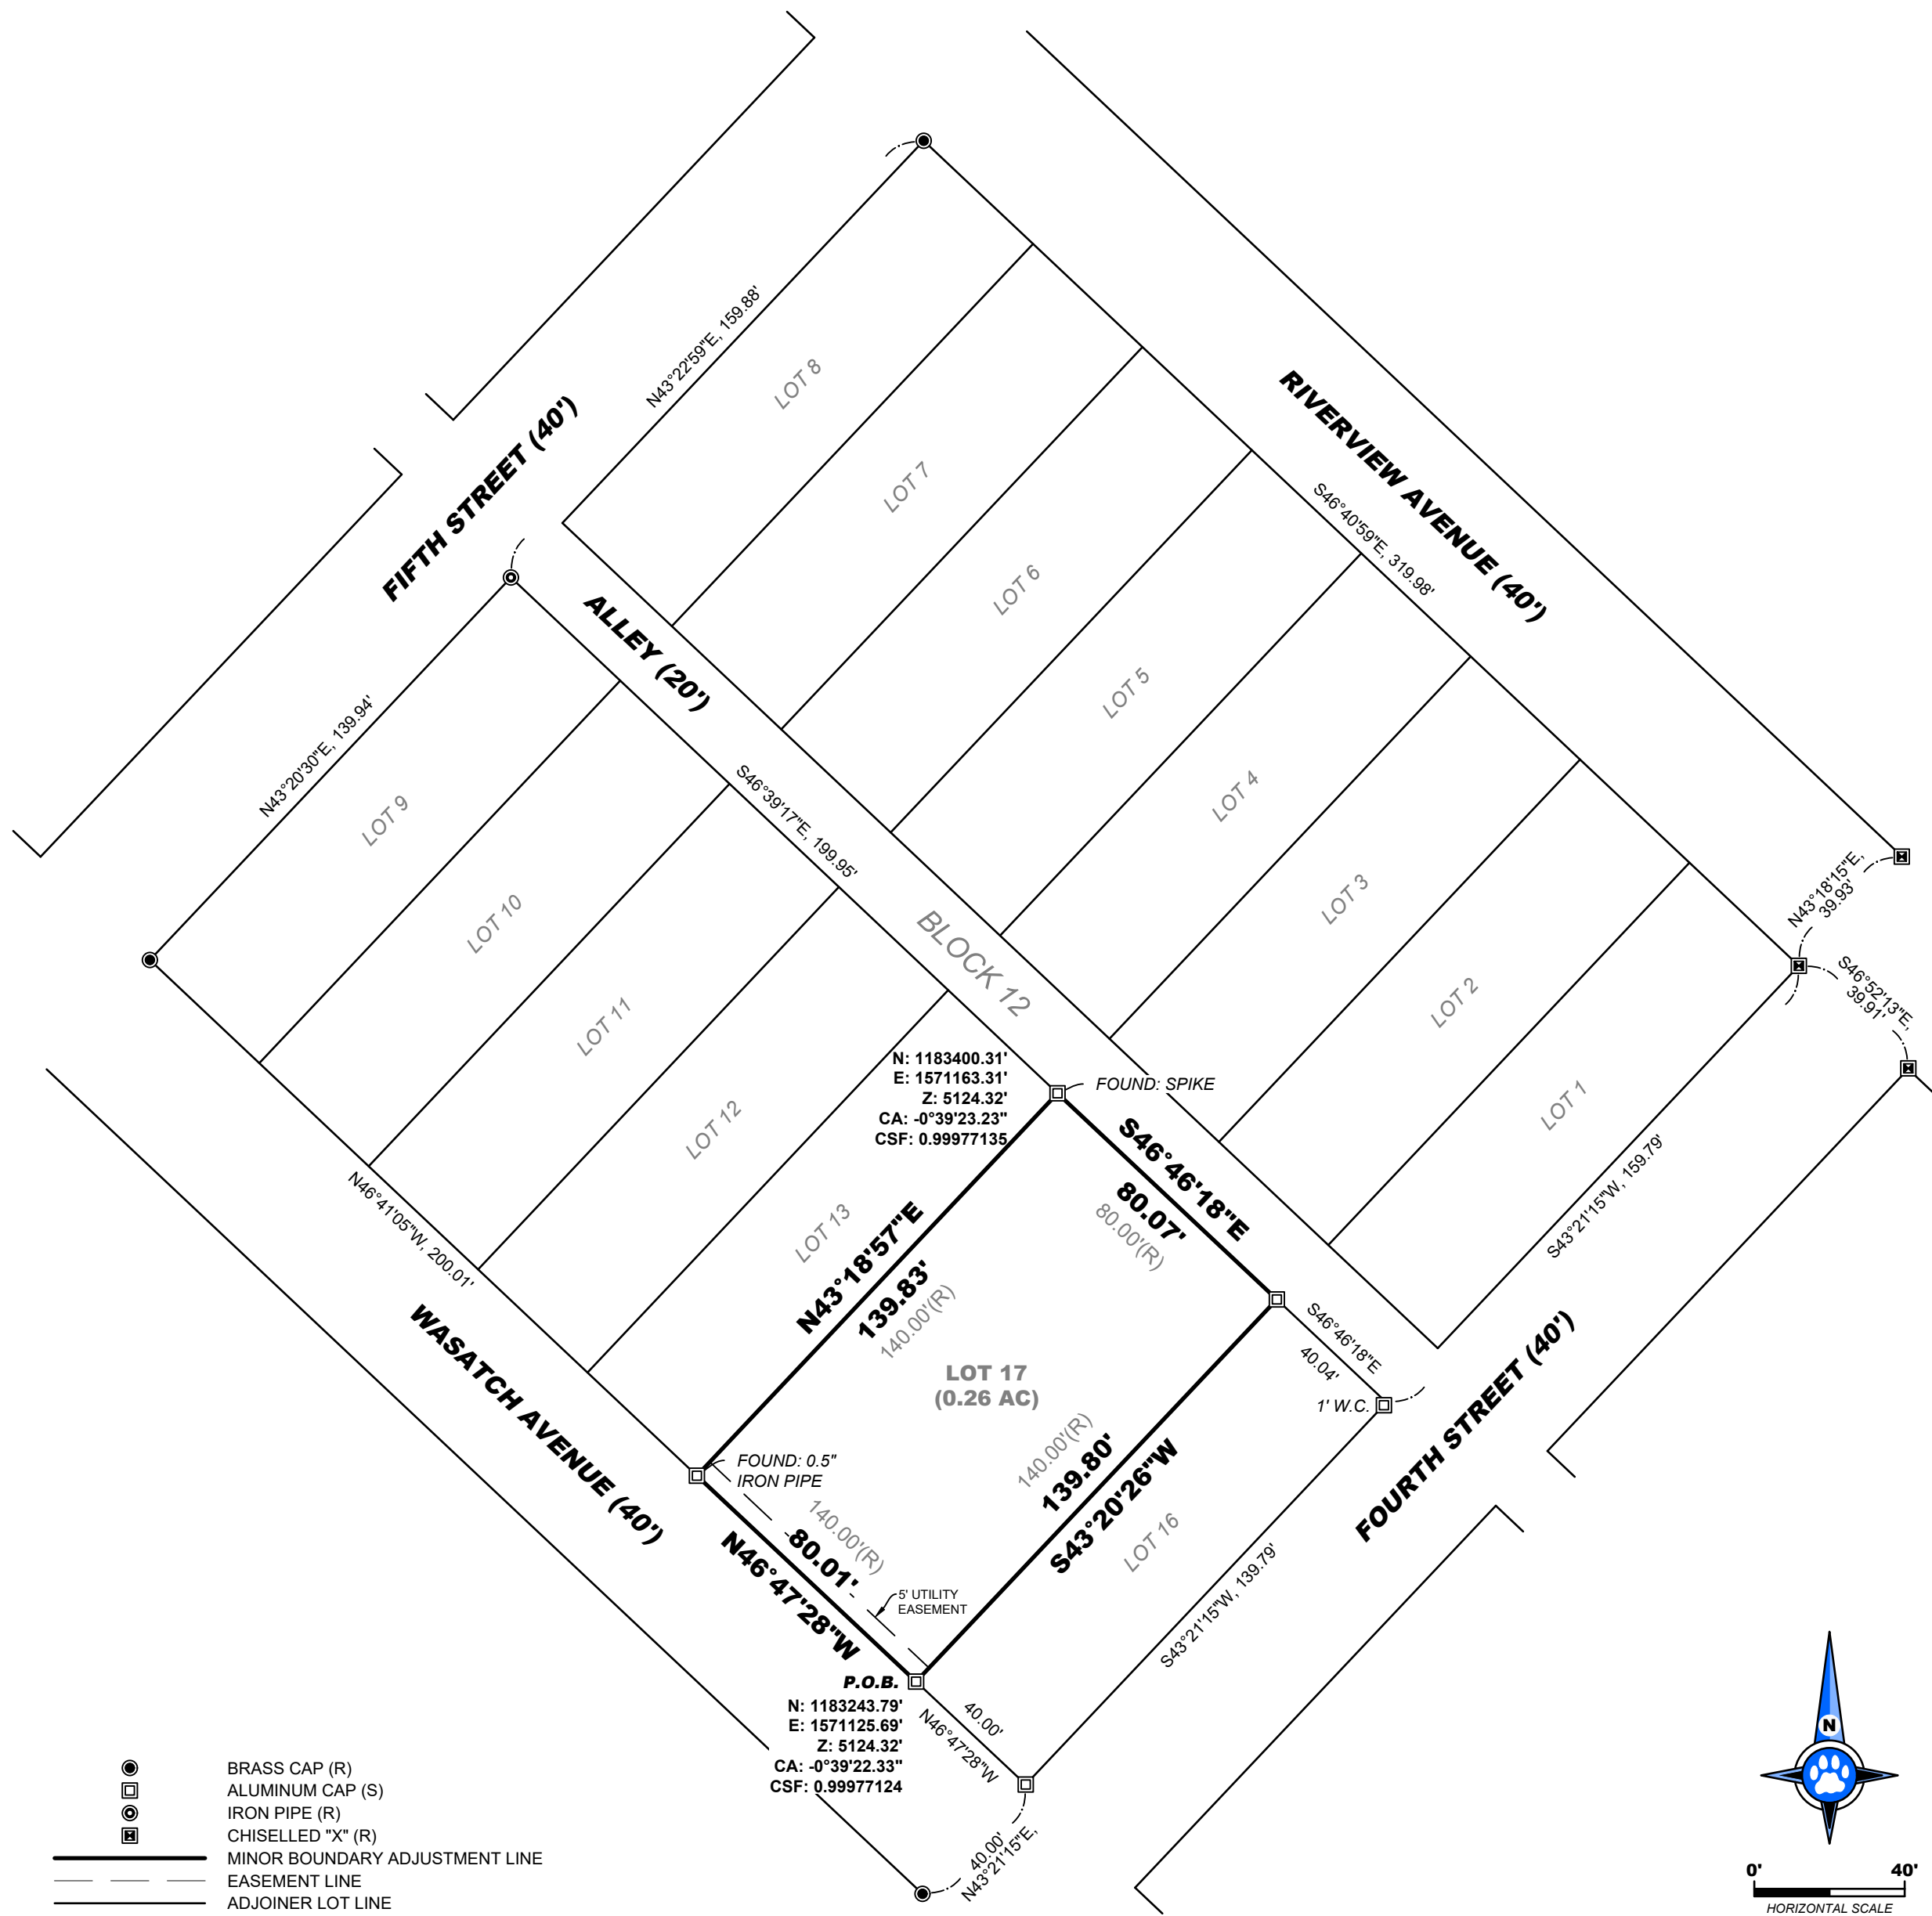 N43°22'59"E, 159.88'
LOT 8
RIVERVIEW AVENUE (40')
FIFTH STREET (40')
LOT 7
S46°40'59"E, 319.98'
LOT 6
ALLEY (20')
LOT 5
N43°20'30"E, 139.94'
LOT 9
S46°39'17"E, 199.95'
LOT 4
LOT 3
N43°18'15"E,
39.93'
LOT 10
BLOCK 12
S46°52'13"E,
39.91'
LOT 11
LOT 2
N: 1183400.31'
E: 1571163.31'
Z: 5124.32'
CA: -0°39'23.23"
CSF: 0.99977135
FOUND: SPIKE
LOT 1
LOT 12
S46°46'18"E
80.07'
80.00'(R)
S43°21'15"W, 159.79'
N46°41'05"W, 200.01'
LOT 13
N43°18'57"E
139.83'
140.00'(R)
S46°46'18"E
40.04'
1' W.C.
LOT 17
(0.26 AC)
WASATCH AVENUE (40')
FOURTH STREET (40')
140.00'(R)
139.80'
S43°20'26"W
LOT 16
FOUND: 0.5"
IRON PIPE
140.00'(R)
80.01'
N46°47'28"W
5' UTILITY
EASEMENT
S43°21'15"W, 139.79'
P.O.B.
N: 1183243.79'
E: 1571125.69'
Z: 5124.32'
CA: -0°39'22.33"
CSF: 0.99977124
40.00'
N46°47'28"W
40.00'
N43°21'15"E,
BRASS CAP (R)
ALUMINUM CAP (S)
IRON PIPE (R)
CHISELLED "X" (R)
MINOR BOUNDARY ADJUSTMENT LINE
EASEMENT LINE
ADJOINER LOT LINE
N
0' 40'
HORIZONTAL SCALE